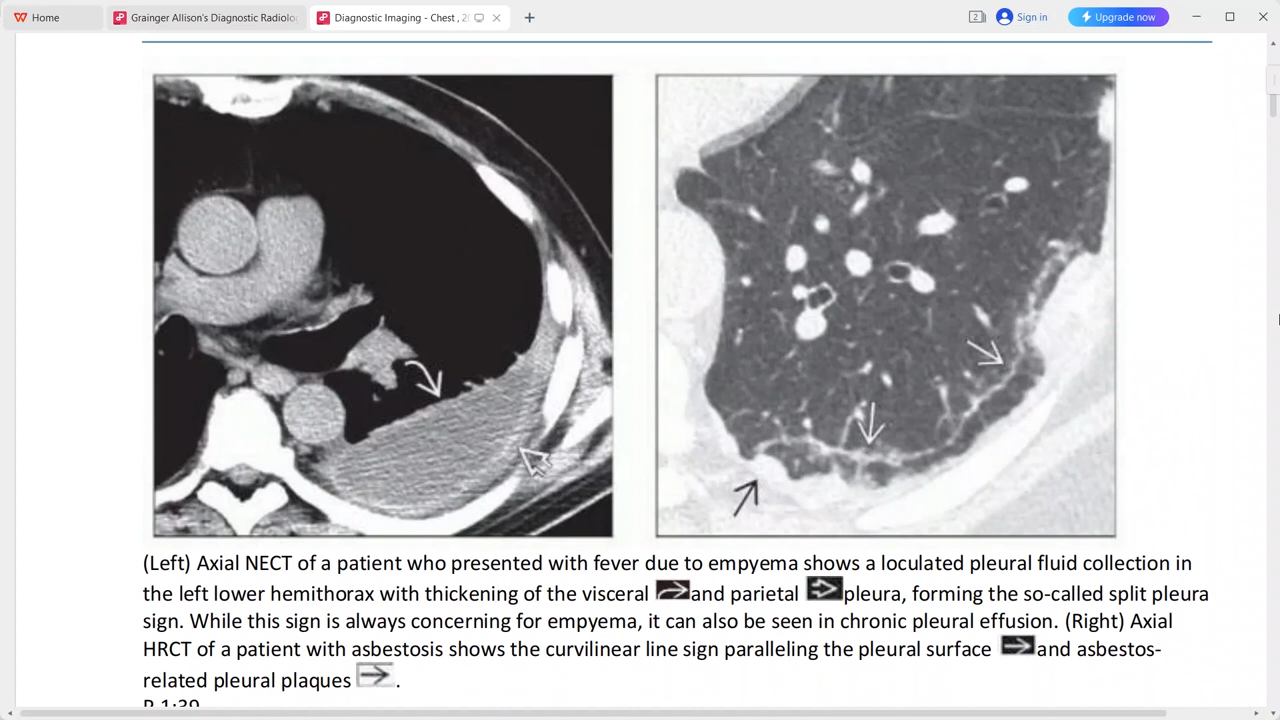 Home
Grainger Allison's Diagnostic Radiolo
Diagnostic Imaging - Chest , 2
2
Sign in
Upgrade now
(Left) Axial NECT of a patient who presented with fever due to empyema shows a loculated pleural fluid collection in
the left lower hemithorax with thickening of the visceral and parietal pleura, forming the so-called split pleura
sign. While this sign is always concerning for empyema, it can also be seen in chronic pleural effusion. (Right) Axial
HRCT of a patient with asbestosis shows the curvilinear line sign paralleling the pleural surface and asbestos-
related pleural plaques .
P.1:39